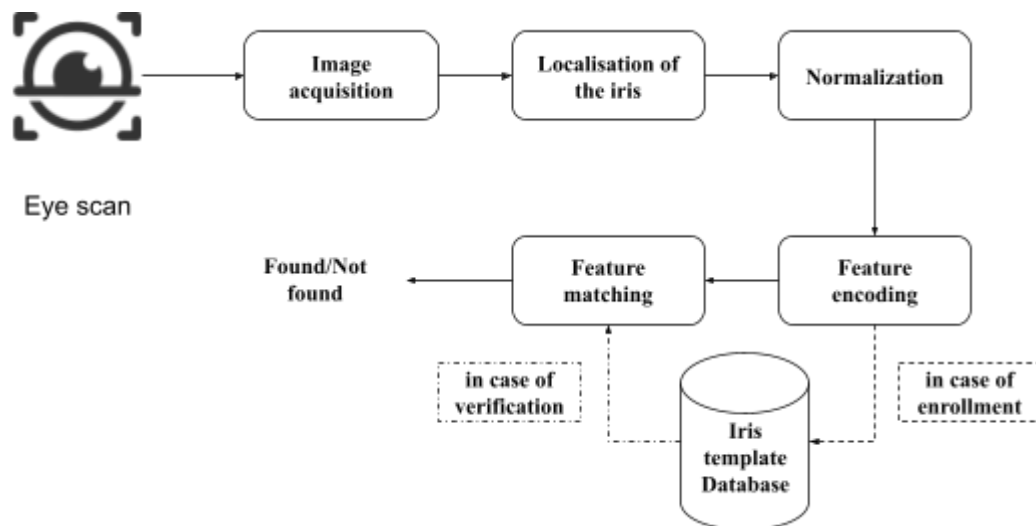 Image
acquisition
Localisation of
the iris
Normalization
Eye scan
Found/Not
found
Feature
matching
Feature
encoding
in case of
verification
in case of
enrollment
Iris
template
Database